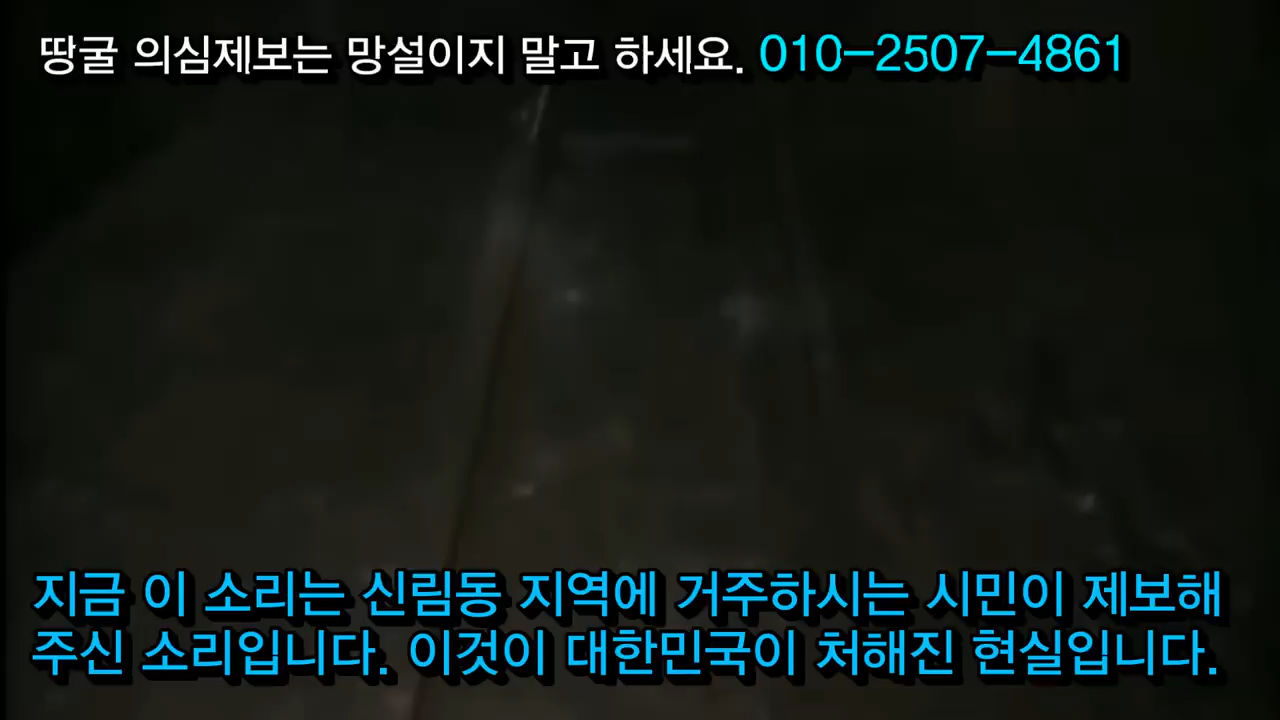 땅굴 의심제보는 망설이지 말고 하세요. 010-2507-4861
지금 이 소리는 신림동 지역에 거주하시는 시민이 제보해
주신 소리입니다. 이것이 대한민국이 처해진 현실입니다.